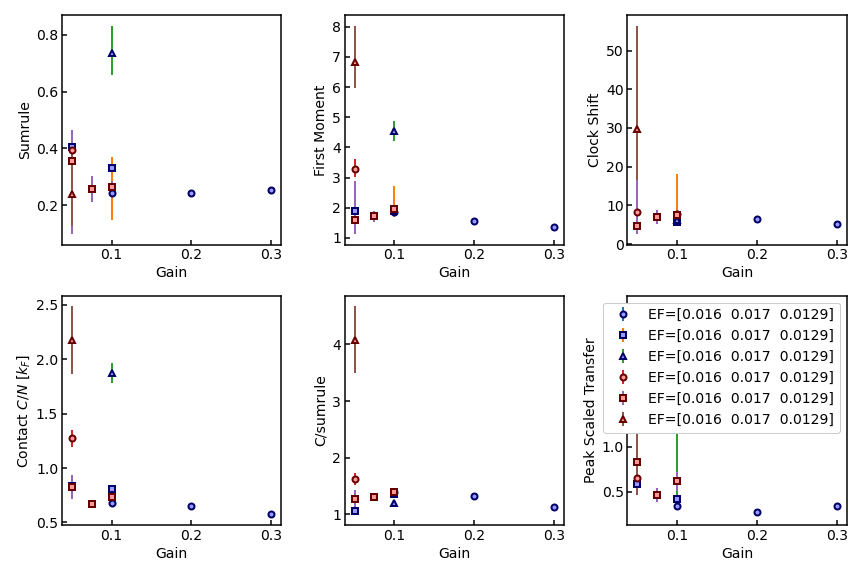 0.8
0.6
0.4
0.2
Sumrule
0.1
0.2
0.3
Gain
8
7
6
5
4
3
2
1
First Moment
0.1
0.2
0.3
Gain
50
40
30
20
10
0
Clock Shift
0.1
0.2
0.3
Gain
2.5
2.0
1.5
1.0
0.5
Contact C/N [k_F]
0.1
0.2
0.3
Gain
4
3
2
1
C/sumrule
0.1
0.2
0.3
Gain
EF=[0.016 0.017 0.0129]
EF=[0.016 0.017 0.0129]
EF=[0.016 0.017 0.0129]
EF=[0.016 0.017 0.0129]
EF=[0.016 0.017 0.0129]
EF=[0.016 0.017 0.0129]
1.0
0.5
Peak Scaled Transfer
0.1
0.2
0.3
Gain